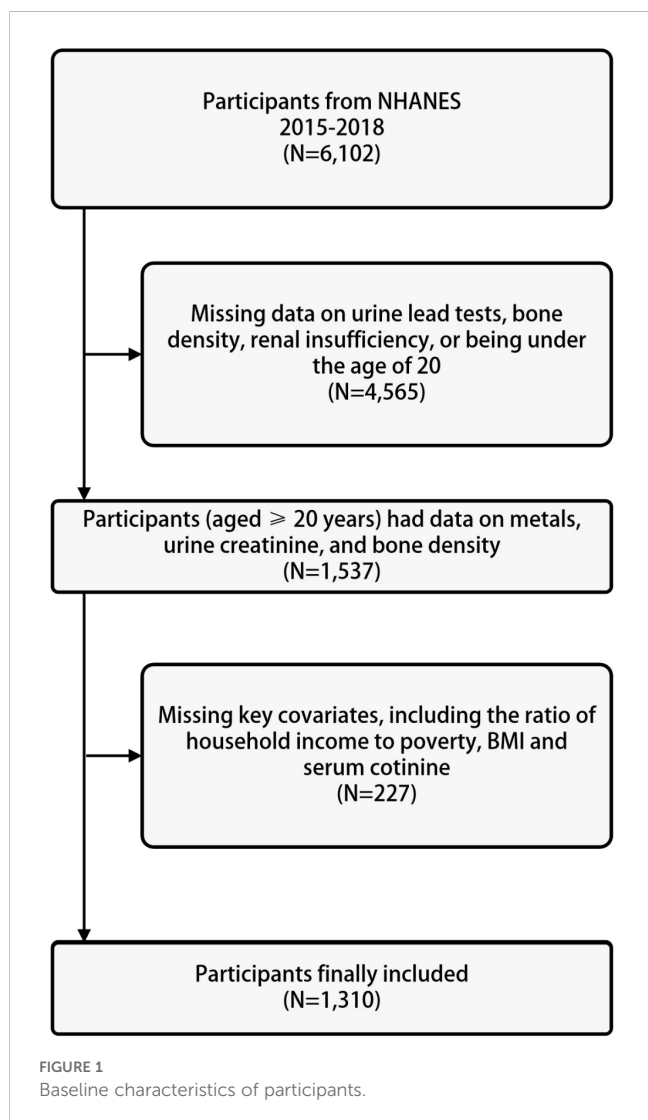 Participants from NHANES
2015-2018
(N=6,102)
Missing data on urine lead tests, bone
density, renal insufficiency, or being under
the age of 20
(N=4,565)
Participants (aged ⩾ 20 years) had data on metals,
urine creatinine, and bone density
(N=1,537)
Missing key covariates, including the ratio of
household income to poverty, BMI and
serum cotinine
(N=227)
Participants finally included
(N=1,310)
FIGURE 1
Baseline characteristics of participants.